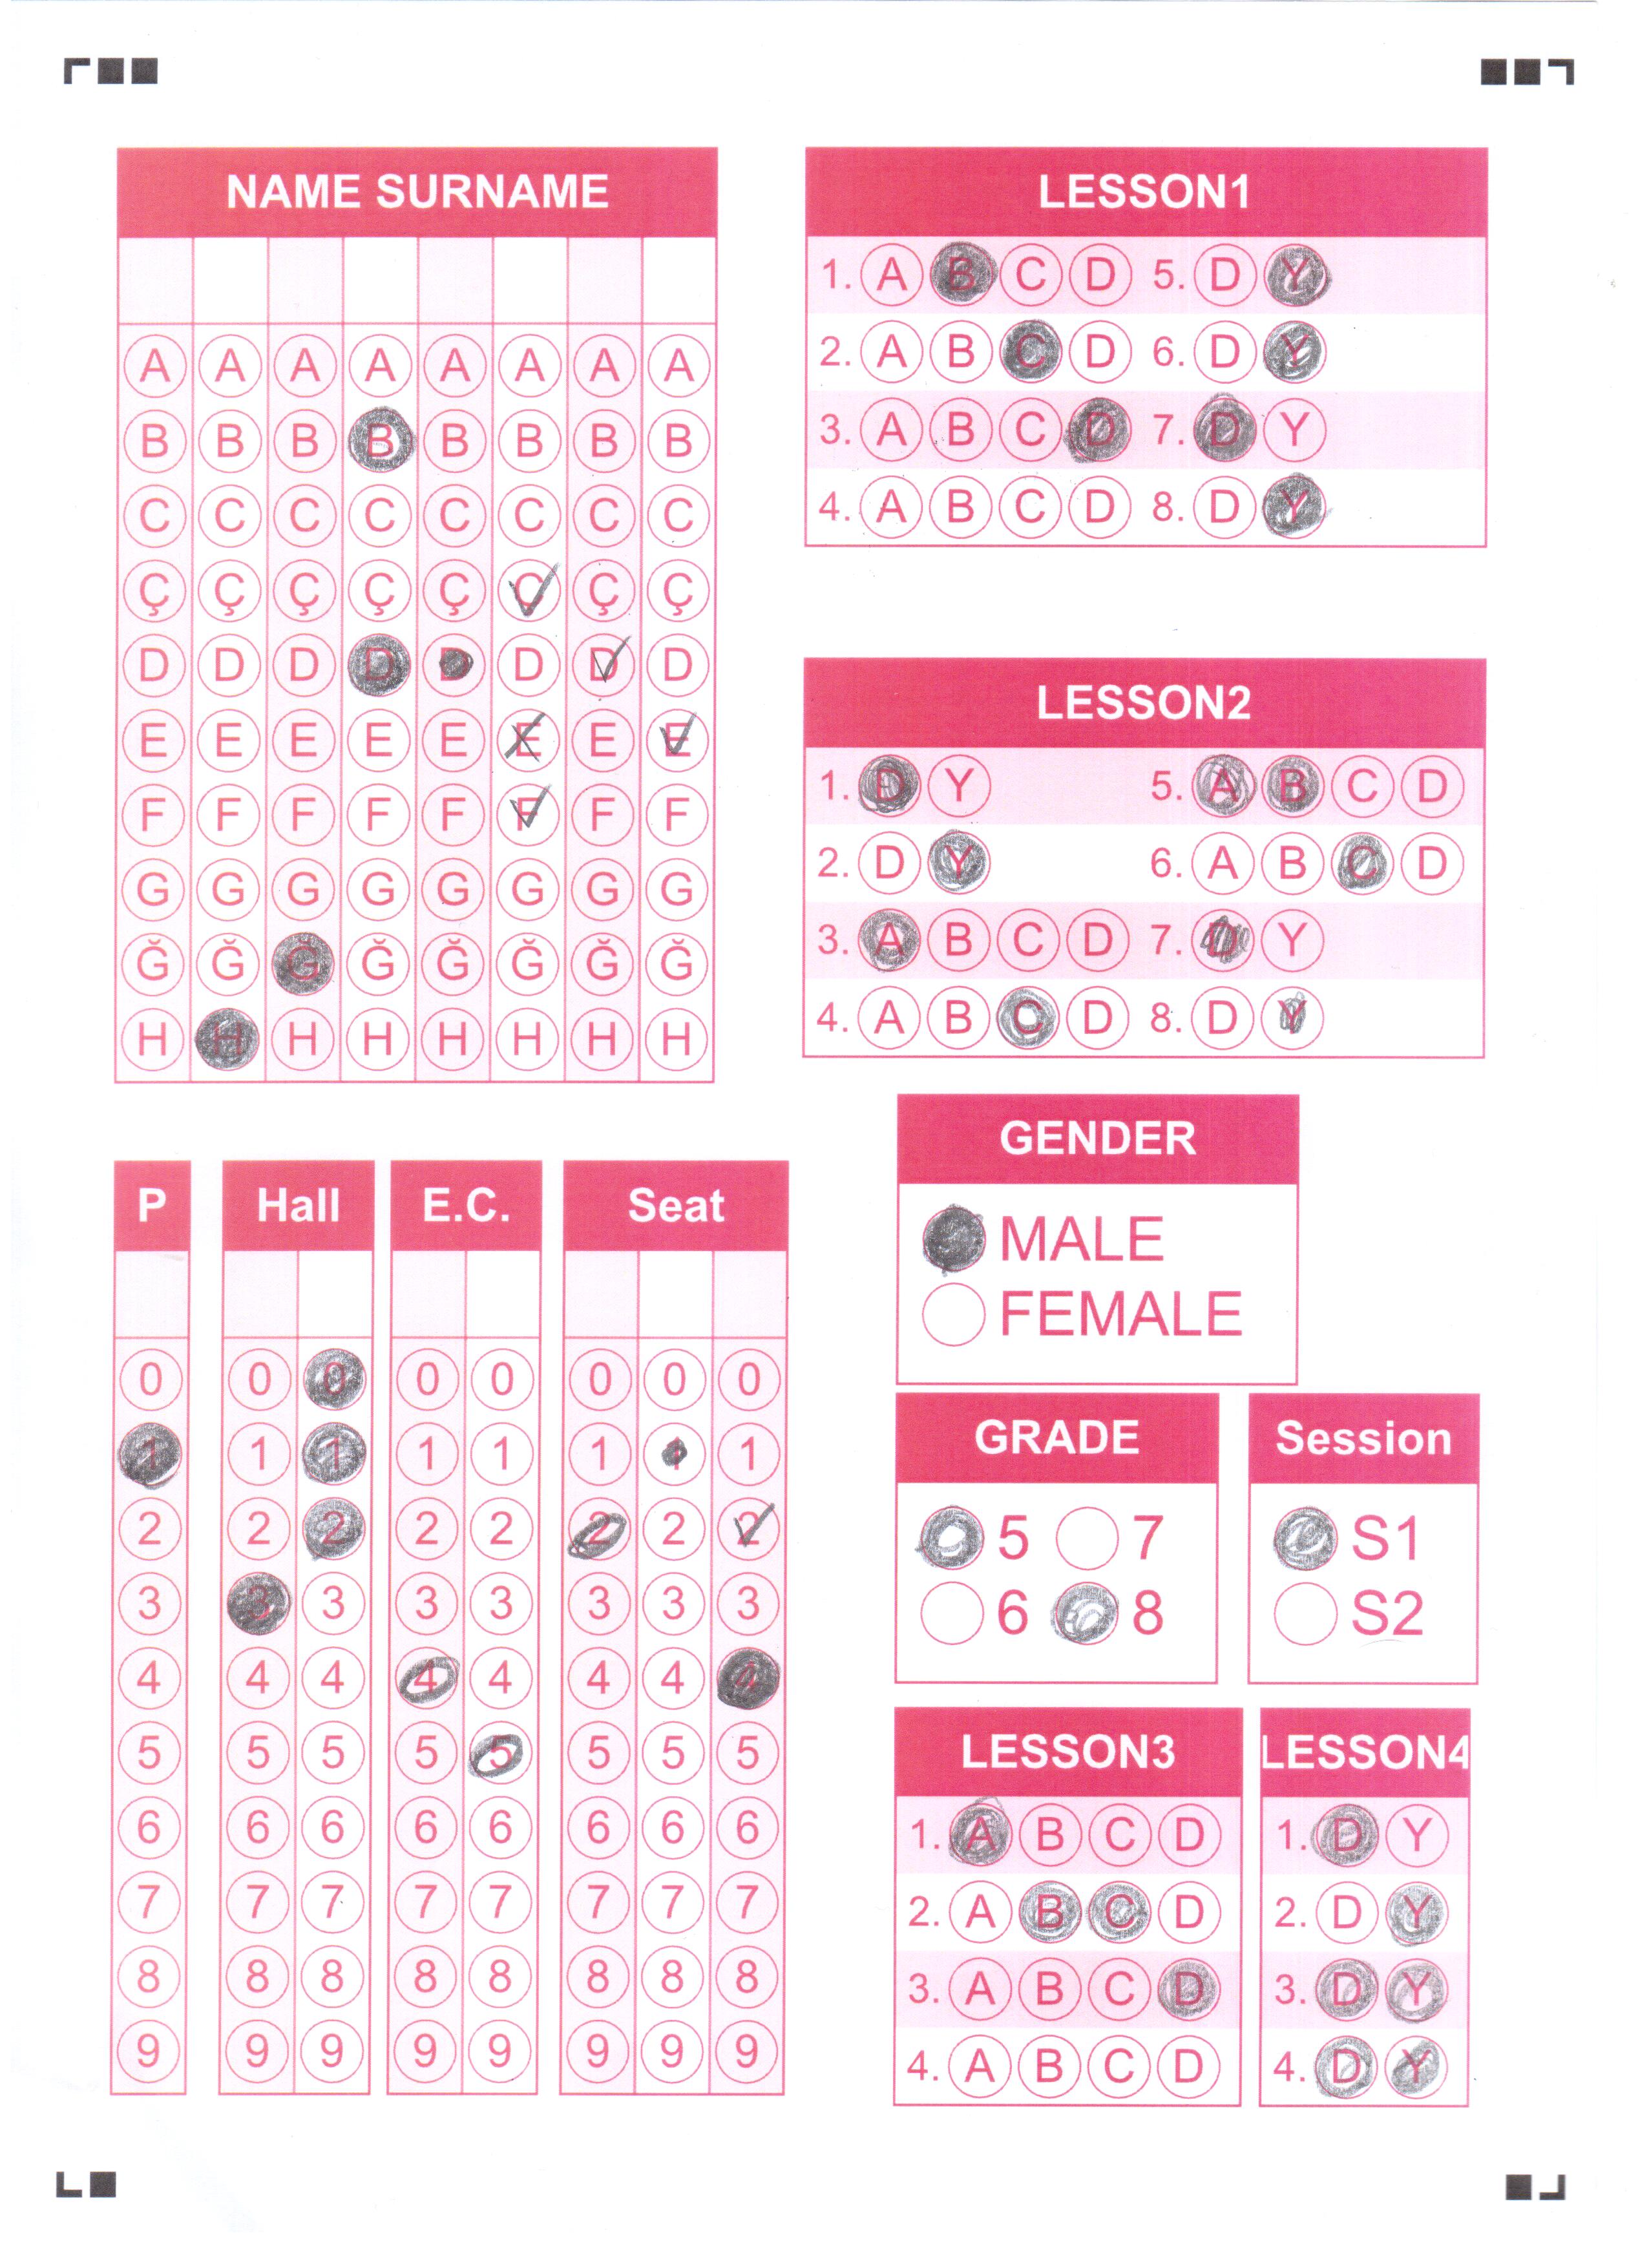 NAME SURNAME
A A A A A A A A
B B B B B B B B
C C C C C C C C
Ç Ç Ç Ç Ç Ç Ç Ç
D D D D D D D D
E E E E E E E E
F F F F F F F F
G G G G G G G G
Ğ Ğ Ğ Ğ Ğ Ğ Ğ Ğ
H H H H H H H H
LESSON1
1. A B C D 5. D Y
2. A B C D 6. D Y
3. A B C D 7. D Y
4. A B C D 8. D Y
LESSON2
1. D Y 5. A B C D
2. D Y 6. A B C D
3. A B C D 7. D Y
4. A B C D 8. D Y
P
0
1
2
3
4
5
6
7
8
9
Hall
0 0
1 1
2 2
3 3
4 4
5 5
6 6
7 7
8 8
9 9
E.C.
0 0
1 1
2 2
3 3
4 4
5 5
6 6
7 7
8 8
9 9
Seat
0 0 0
1 1 1
2 2 2
3 3 3
4 4 4
5 5 5
6 6 6
7 7 7
8 8 8
9 9 9
GENDER
MALE
FEMALE
GRADE
5 7
6 8
Session
S1
S2
LESSON3
1. A B C D
2. A B C D
3. A B C D
4. A B C D
LESSON4
1. D Y
2. D Y
3. D Y
4. D Y